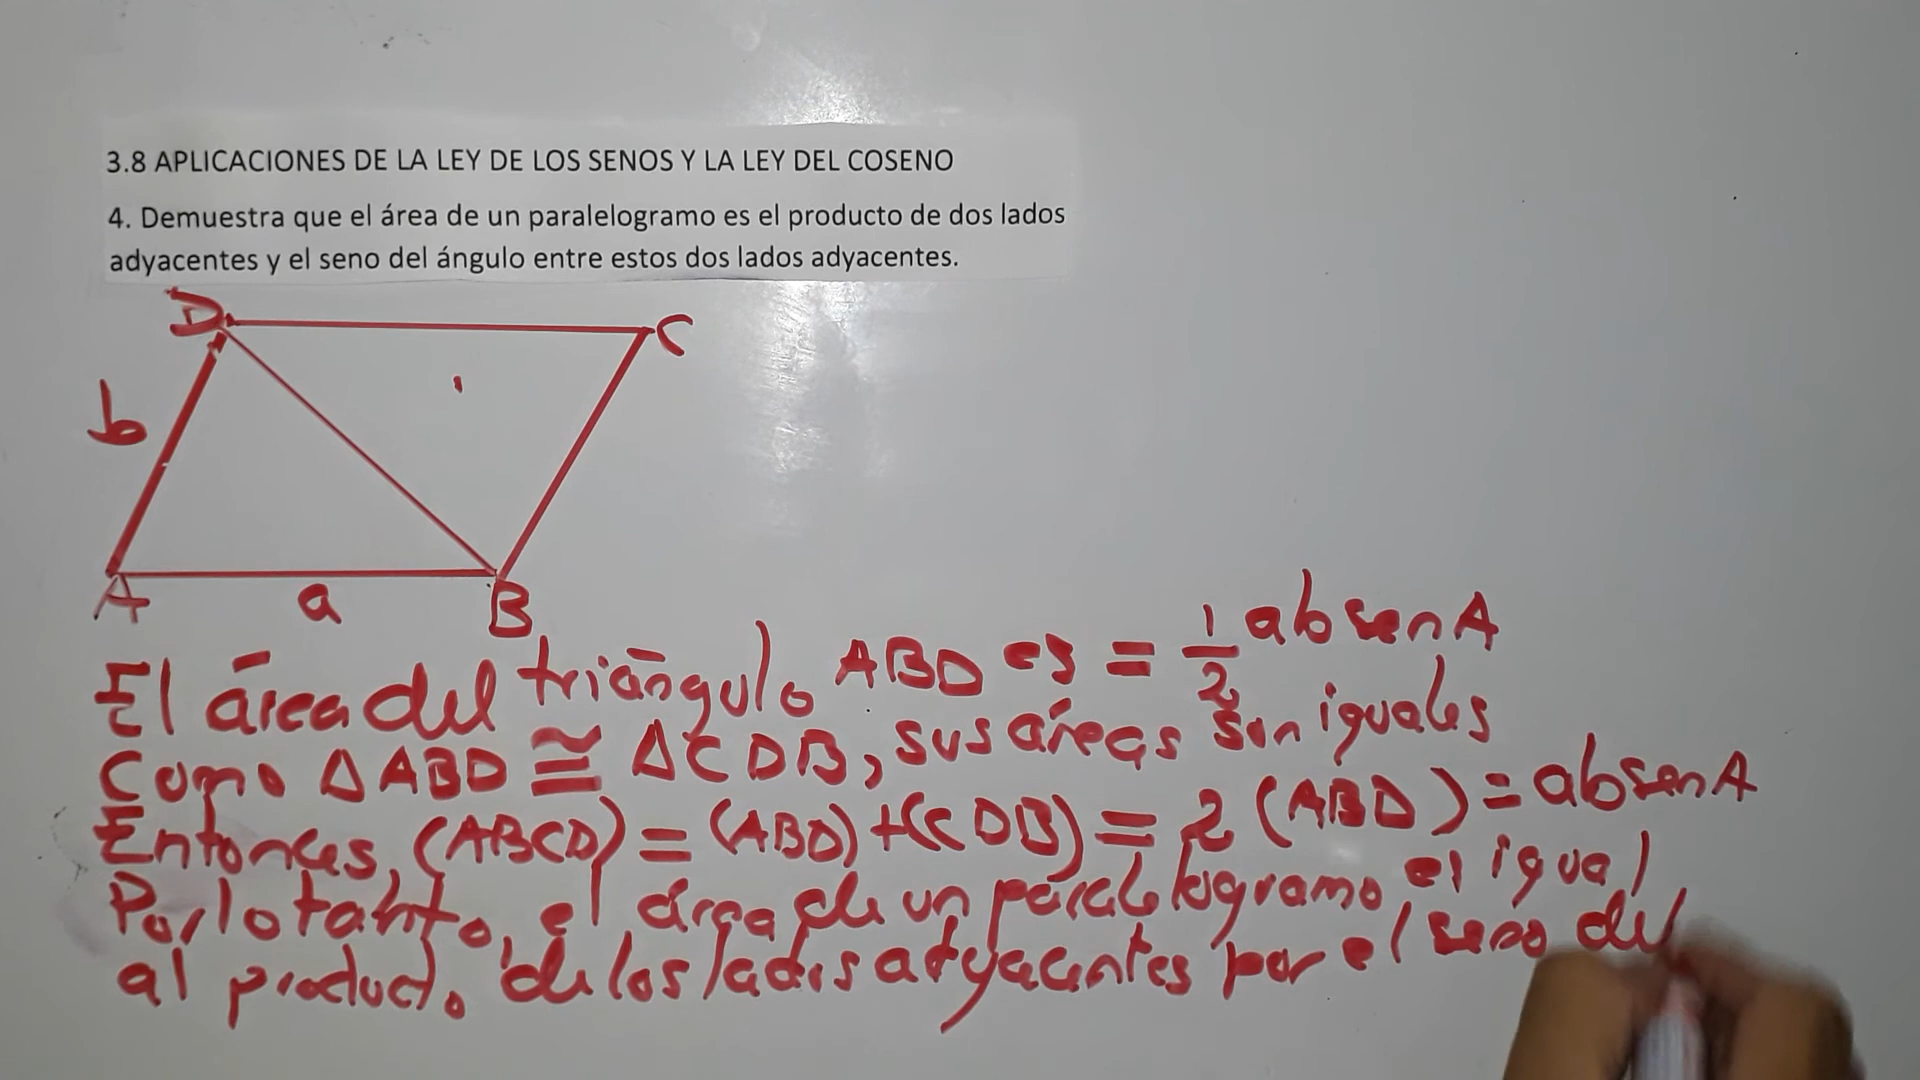 3.8 APLICACIONES DE LA LEY DE LOS SENOS Y LA LEY DEL COSENO
4. Demuestra que el área de un paralelogramo es el producto de dos lados
adyacentes y el seno del ángulo entre estos dos lados adyacentes.
D C
b
A a B
El área del triángulo ABD es = 1/2 ab sen A
Como △ABD ≅ △CDB, sus áreas son iguales
Entonces, (ABCD) = (ABD) + (CDB) = 2 (ABD) = ab sen A
Por lo tanto, el área de un paralelogramo es igual
al producto de los lados adyacentes por el seno del